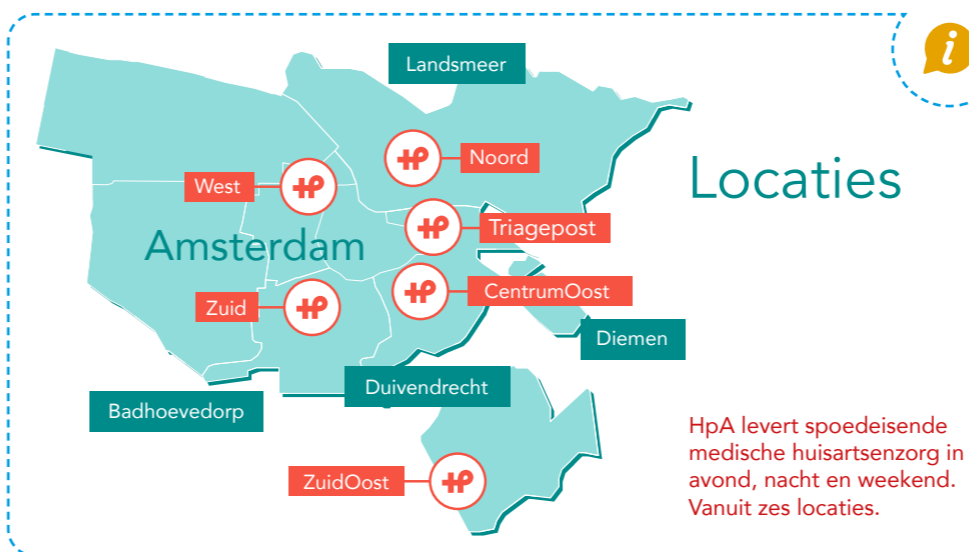 Landsmeer
Noord
West
Locaties
Triagepost
Amsterdam
CentrumOost
Zuid
Diemen
Duivendrecht
Badhoevedorp
HpA levert spoedeisende
medische huisartsenzorg in
avond, nacht en weekend.
Vanuit zes locaties.
ZuidOost